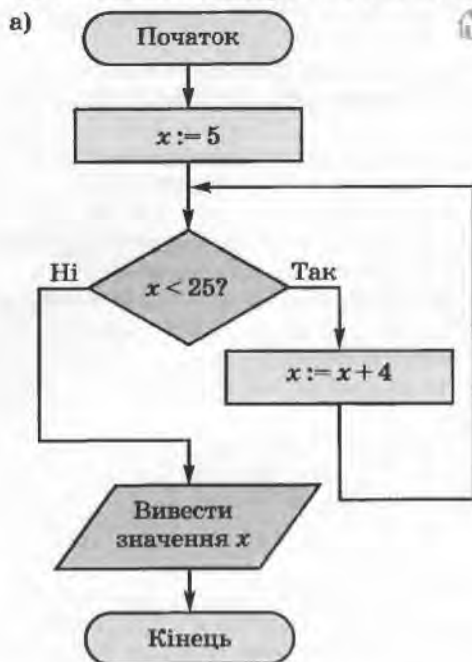 а)
Початок
x := 5
x < 25?
Ні
Так
x := x + 4
Вивести
значення x
Кінець